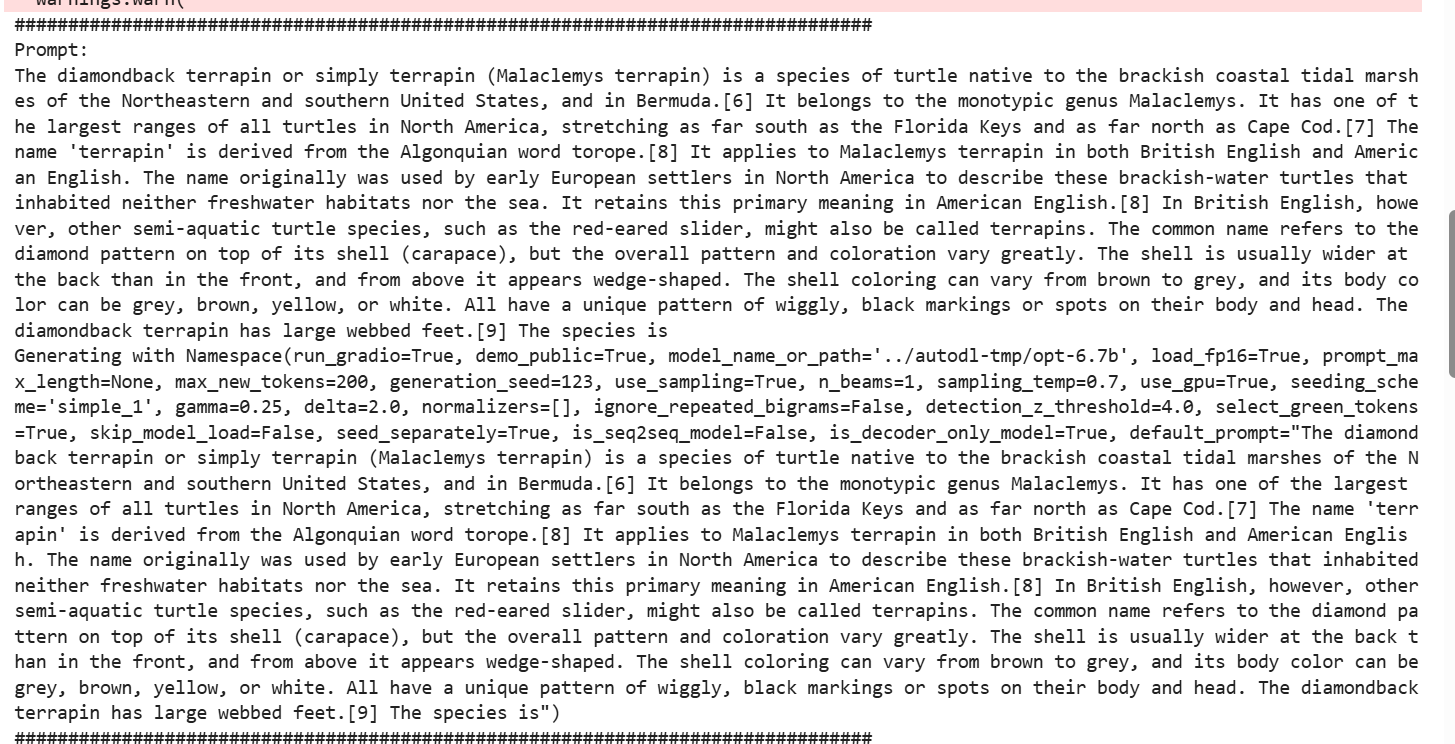 warnings.warn(
################################################################################
Prompt:
The diamondback terrapin or simply terrapin (Malaclemys terrapin) is a species of turtle native to the brackish coastal tidal marsh
es of the Northeastern and southern United States, and in Bermuda.[6] It belongs to the monotypic genus Malaclemys. It has one of t
he largest ranges of all turtles in North America, stretching as far south as the Florida Keys and as far north as Cape Cod.[7] The
name 'terrapin' is derived from the Algonquian word torope.[8] It applies to Malaclemys terrapin in both British English and Americ
an English. The name originally was used by early European settlers in North America to describe these brackish-water turtles that
inhabited neither freshwater habitats nor the sea. It retains this primary meaning in American English.[8] In British English, howe
ver, other semi-aquatic turtle species, such as the red-eared slider, might also be called terrapins. The common name refers to the
diamond pattern on top of its shell (carapace), but the overall pattern and coloration vary greatly. The shell is usually wider at
the back than in the front, and from above it appears wedge-shaped. The shell coloring can vary from brown to grey, and its body co
lor can be grey, brown, yellow, or white. All have a unique pattern of wiggly, black markings or spots on their body and head. The
diamondback terrapin has large webbed feet.[9] The species is
Generating with Namespace(run_gradio=True, demo_public=True, model_name_or_path='../autodl-tmp/opt-6.7b', load_fp16=True, prompt_ma
x_length=None, max_new_tokens=200, generation_seed=123, use_sampling=True, n_beams=1, sampling_temp=0.7, use_gpu=True, seeding_sche
me='simple_1', gamma=0.25, delta=2.0, normalizers=[], ignore_repeated_bigrams=False, detection_z_threshold=4.0, select_green_tokens
=True, skip_model_load=False, seed_separately=True, is_seq2seq_model=False, is_decoder_only_model=True, default_prompt="The diamond
back terrapin or simply terrapin (Malaclemys terrapin) is a species of turtle native to the brackish coastal tidal marshes of the N
ortheastern and southern United States, and in Bermuda.[6] It belongs to the monotypic genus Malaclemys. It has one of the largest
ranges of all turtles in North America, stretching as far south as the Florida Keys and as far north as Cape Cod.[7] The name 'terr
apin' is derived from the Algonquian word torope.[8] It applies to Malaclemys terrapin in both British English and American Englis
h. The name originally was used by early European settlers in North America to describe these brackish-water turtles that inhabited
neither freshwater habitats nor the sea. It retains this primary meaning in American English.[8] In British English, however, other
semi-aquatic turtle species, such as the red-eared slider, might also be called terrapins. The common name refers to the diamond pa
ttern on top of its shell (carapace), but the overall pattern and coloration vary greatly. The shell is usually wider at the back t
han in the front, and from above it appears wedge-shaped. The shell coloring can vary from brown to grey, and its body color can be
grey, brown, yellow, or white. All have a unique pattern of wiggly, black markings or spots on their body and head. The diamondback
terrapin has large webbed feet.[9] The species is")
################################################################################